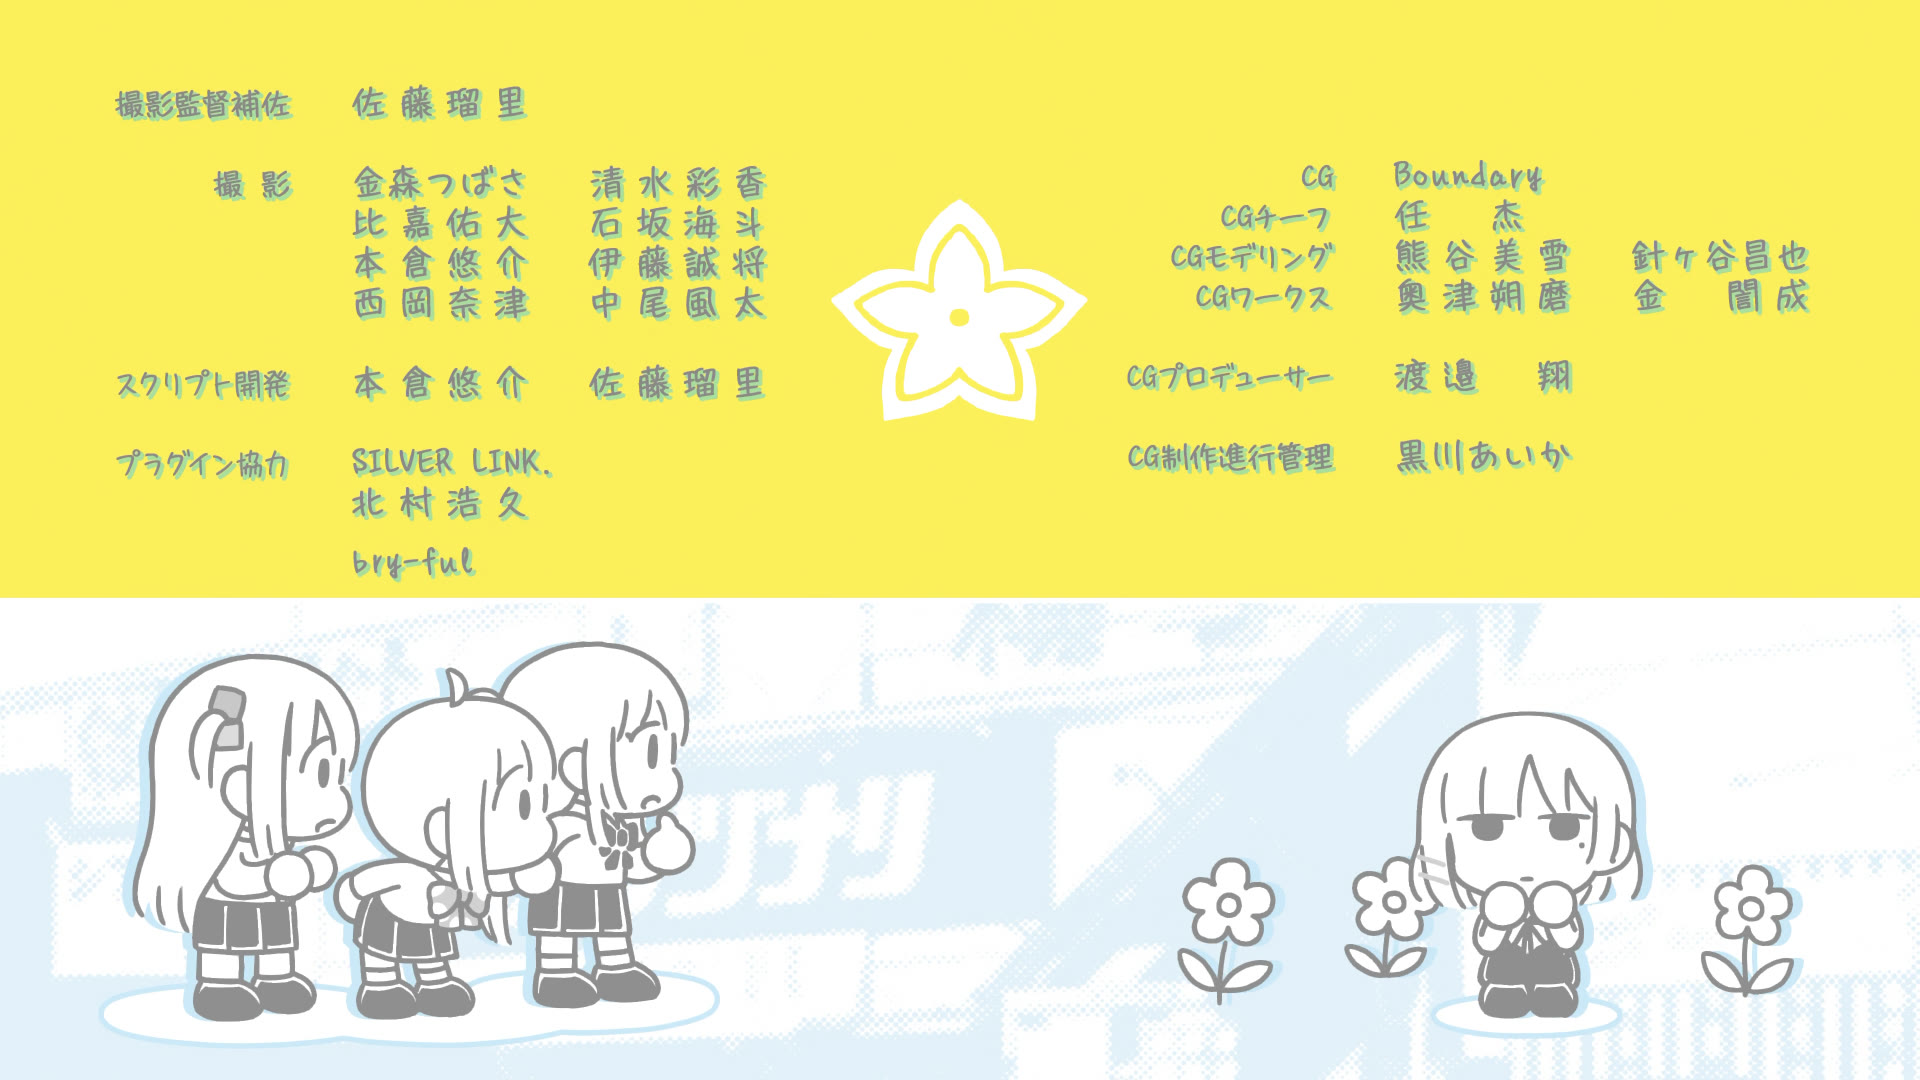 撮影監督補佐 佐藤瑠里
撮影 金森つばさ 清水彩香
比嘉佑大 石坂海斗
本倉悠介 伊藤誠将
西岡奈津 中尾風太
スクリプト開発 本倉悠介 佐藤瑠里
プラグイン協力 SILVER LINK.
北村浩久
bry-ful
CG Boundary
CGチーフ 任杰
CGモデリング 熊谷美雪 針ヶ谷昌也
CGワークス 奥津朔磨 金誾成
CGプロデューサー 渡邉翔
CG制作進行管理 黒川あいか